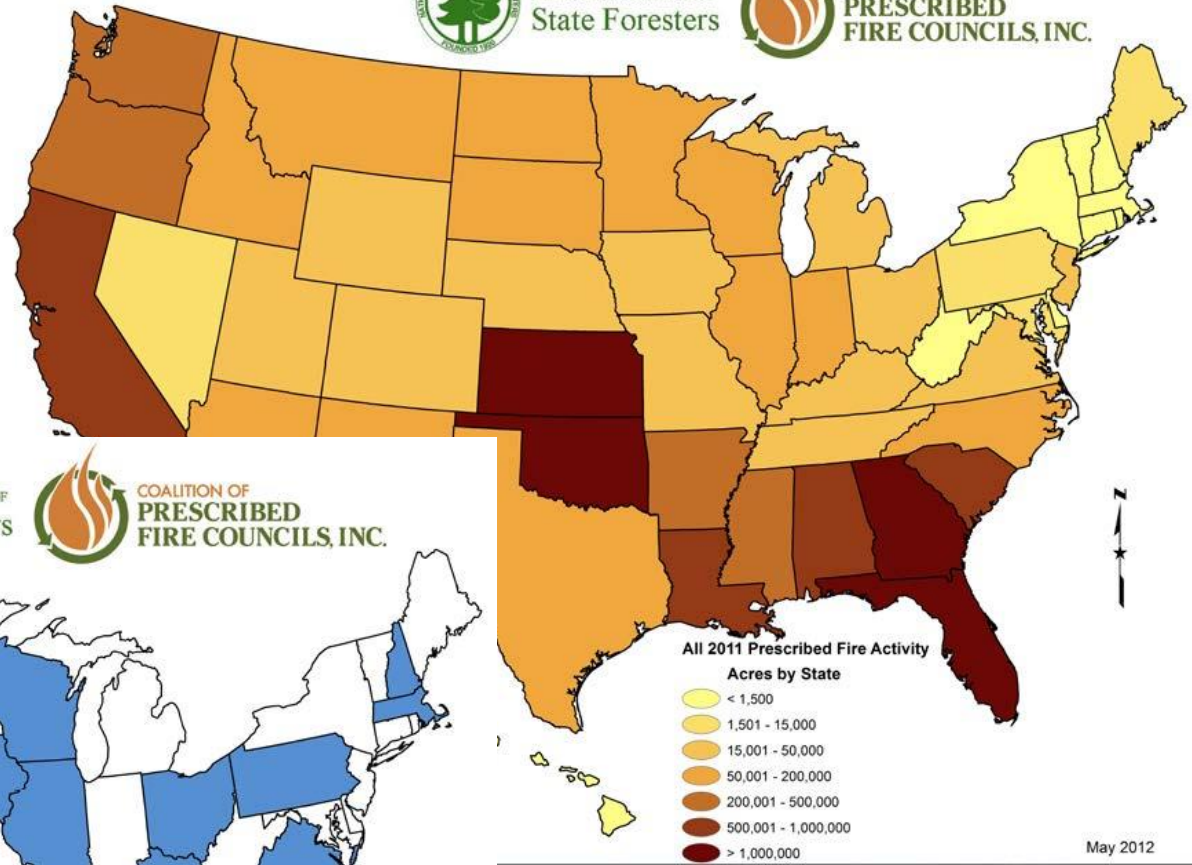 State Foresters
FOUNDED 1920
PRESCRIBED
FIRE COUNCILS, INC.
COALITION OF
PRESCRIBED
FIRE COUNCILS, INC.
N
All 2011 Prescribed Fire Activity
Acres by State
< 1,500
1,501 - 15,000
15,001 - 50,000
50,001 - 200,000
200,001 - 500,000
500,001 - 1,000,000
> 1,000,000
May 2012